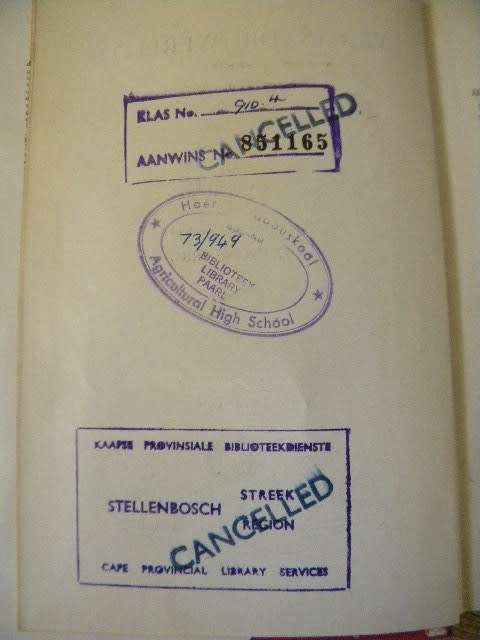 KLAS No. 910.4
CANCELLED
AANWINS No. 851165
Hoër
73/949
BIBLIOTEEK
LIBRARY
PAARL
Agricultural High School
KAAPSE PROVINSIALE BIBLIOTEEKDIENSTE
STELLENBOSCH STREEK
REGION
CANCELLED
CAPE PROVINCIAL LIBRARY SERVICES